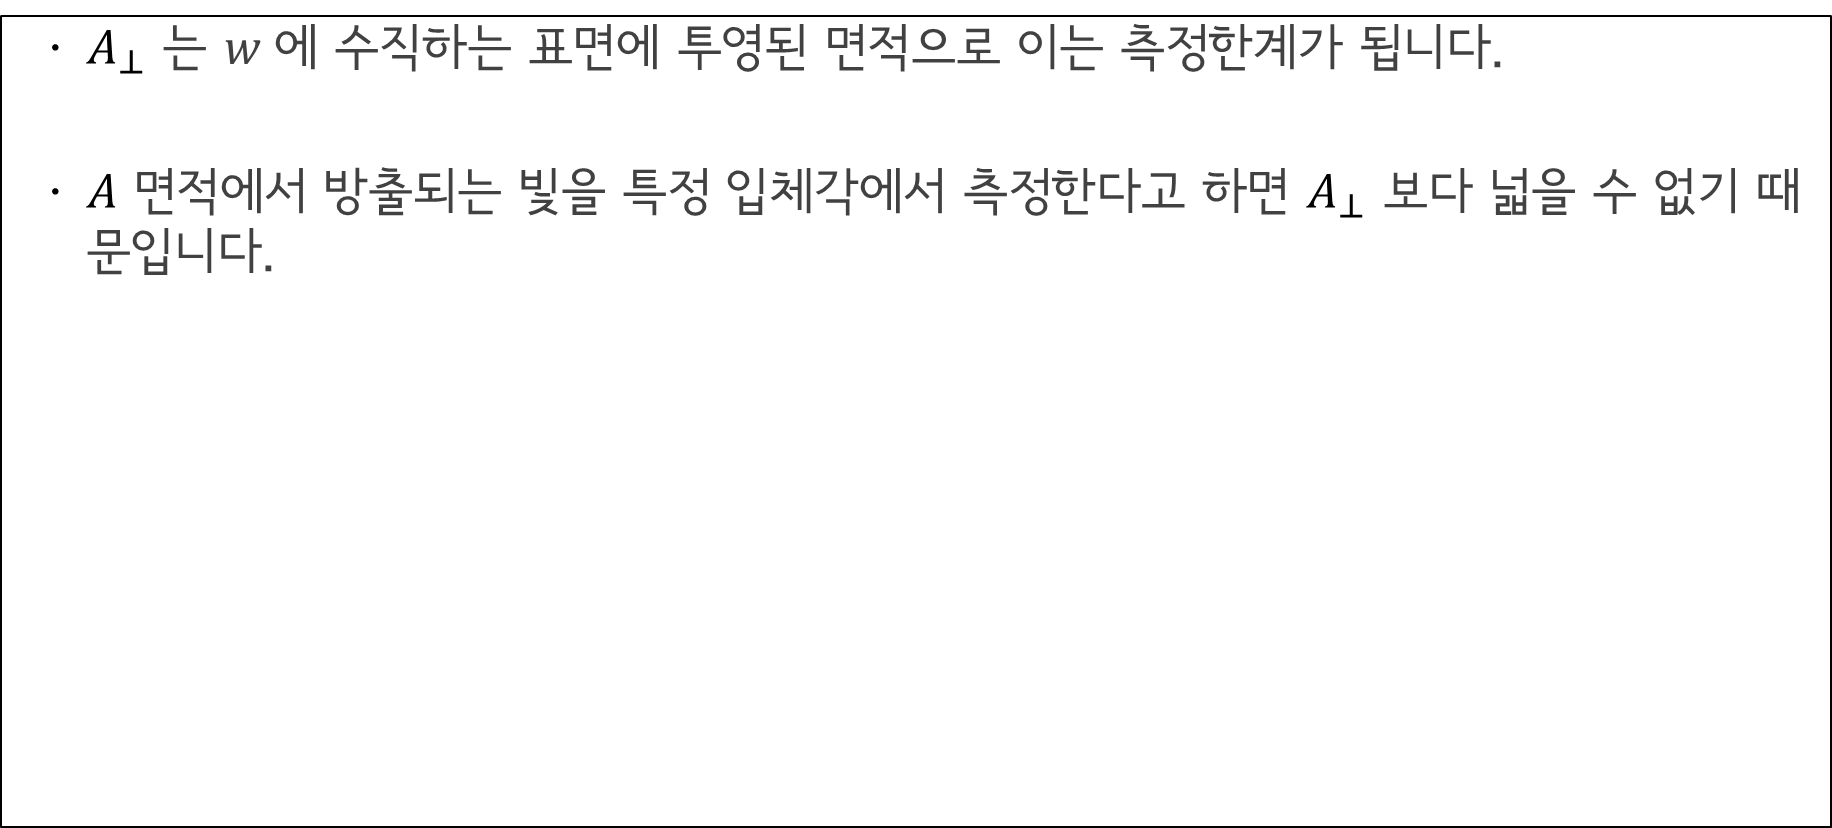 · A⊥ 는 w 에 수직하는 표면에 투영된 면적으로 이는 측정한계가 됩니다.
· A 면적에서 방출되는 빛을 특정 입체각에서 측정한다고 하면 A⊥ 보다 넓을 수 없기 때
문입니다.